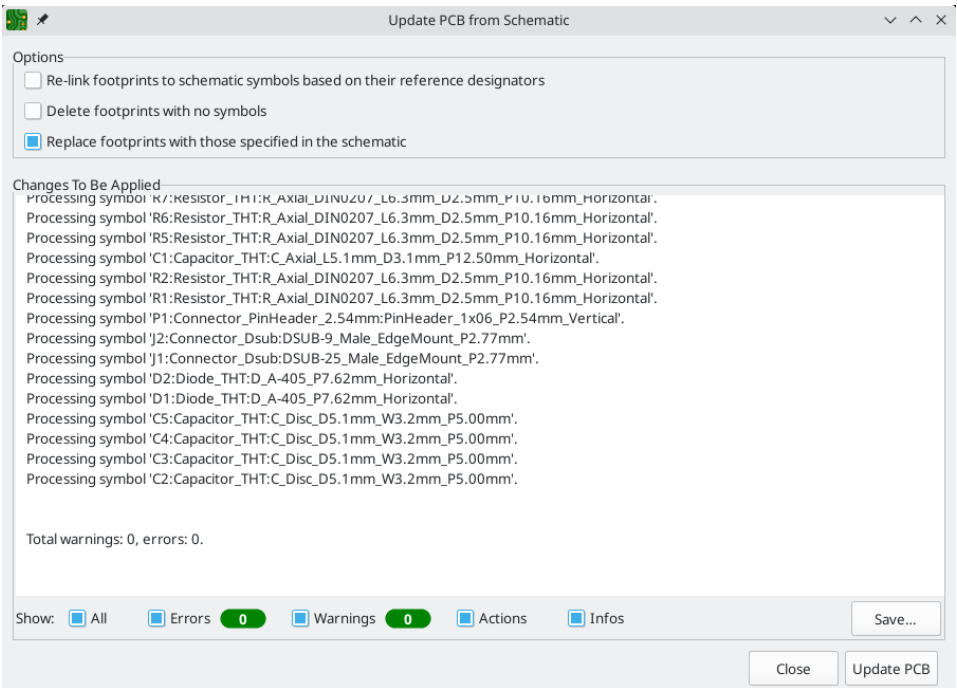 Update PCB from Schematic
Options
Re-link footprints to schematic symbols based on their reference designators
Delete footprints with no symbols
Replace footprints with those specified in the schematic
Changes To Be Applied
Processing symbol 'R7:Resistor_THT:R_Axial_DIN0207_L6.3mm_D2.5mm_P10.16mm_Horizontal'.
Processing symbol 'R6:Resistor_THT:R_Axial_DIN0207_L6.3mm_D2.5mm_P10.16mm_Horizontal'.
Processing symbol 'R5:Resistor_THT:R_Axial_DIN0207_L6.3mm_D2.5mm_P10.16mm_Horizontal'.
Processing symbol 'C1:Capacitor_THT:C_Axial_L5.1mm_D3.1mm_P12.50mm_Horizontal'.
Processing symbol 'R2:Resistor_THT:R_Axial_DIN0207_L6.3mm_D2.5mm_P10.16mm_Horizontal'.
Processing symbol 'R1:Resistor_THT:R_Axial_DIN0207_L6.3mm_D2.5mm_P10.16mm_Horizontal'.
Processing symbol 'P1:Connector_PinHeader_2.54mm:PinHeader_1x06_P2.54mm_Vertical'.
Processing symbol 'J2:Connector_Dsub:DSUB-9_Male_EdgeMount_P2.77mm'.
Processing symbol 'J1:Connector_Dsub:DSUB-25_Male_EdgeMount_P2.77mm'.
Processing symbol 'D2:Diode_THT:D_A-405_P7.62mm_Horizontal'.
Processing symbol 'D1:Diode_THT:D_A-405_P7.62mm_Horizontal'.
Processing symbol 'C5:Capacitor_THT:C_Disc_D5.1mm_W3.2mm_P5.00mm'.
Processing symbol 'C4:Capacitor_THT:C_Disc_D5.1mm_W3.2mm_P5.00mm'.
Processing symbol 'C3:Capacitor_THT:C_Disc_D5.1mm_W3.2mm_P5.00mm'.
Processing symbol 'C2:Capacitor_THT:C_Disc_D5.1mm_W3.2mm_P5.00mm'.
Total warnings: 0, errors: 0.
Show: All Errors 0 Warnings 0 Actions Infos Save...
Close Update PCB